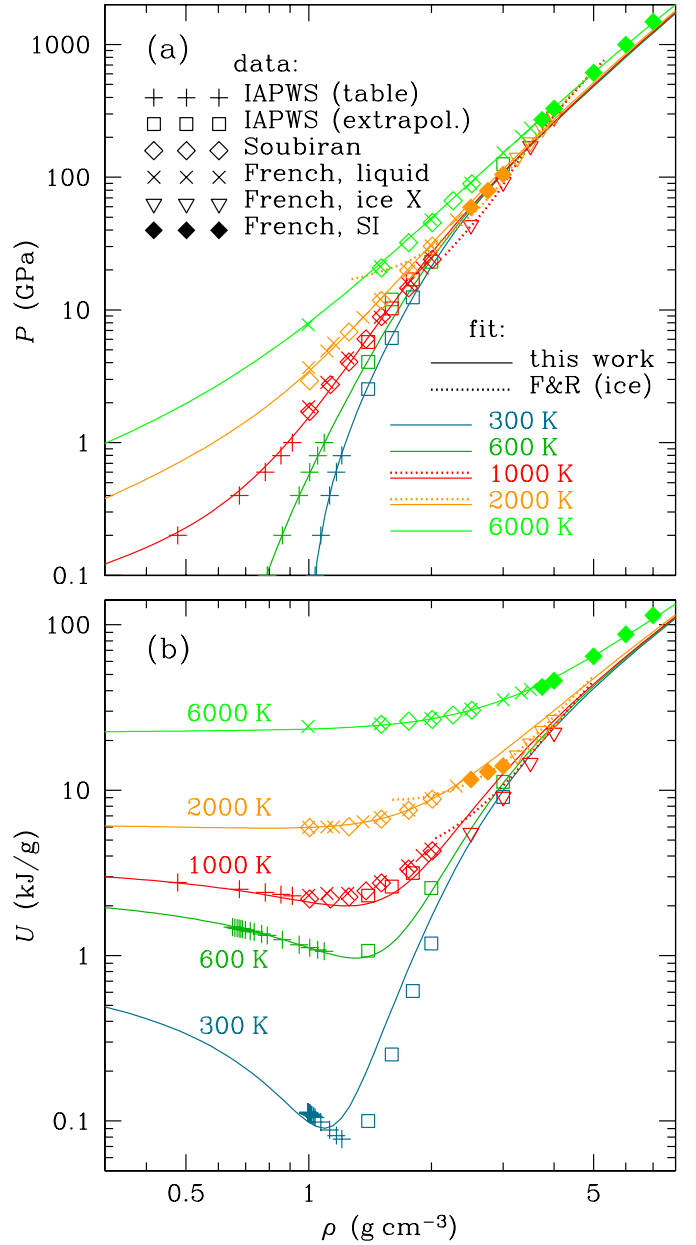 1000
100
10
1
0.1
P (GPa)
(a)
data:
IAPWS (table)
IAPWS (extrapol.)
Soubiran
French, liquid
French, ice X
French, SI
fit:
this work
F&R (ice)
300 K
600 K
1000 K
2000 K
6000 K
100
10
1
0.1
U (kJ/g)
(b)
6000 K
2000 K
1000 K
600 K
300 K
0.5
1
5
ρ (g cm⁻³)